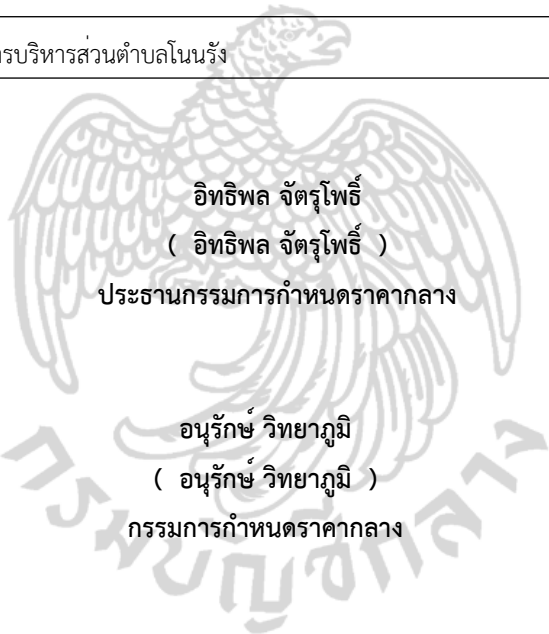 รบริหารส่วนตำบลโนนรัง
อิทธิพล จัตรุโพธิ์
( อิทธิพล จัตรุโพธิ์ )
ประธานกรรมการกำหนดราคากลาง
อนุรักษ์ วิทยาภูมิ
( อนุรักษ์ วิทยาภูมิ )
กรรมการกำหนดราคากลาง
กรมบัญชีกลาง